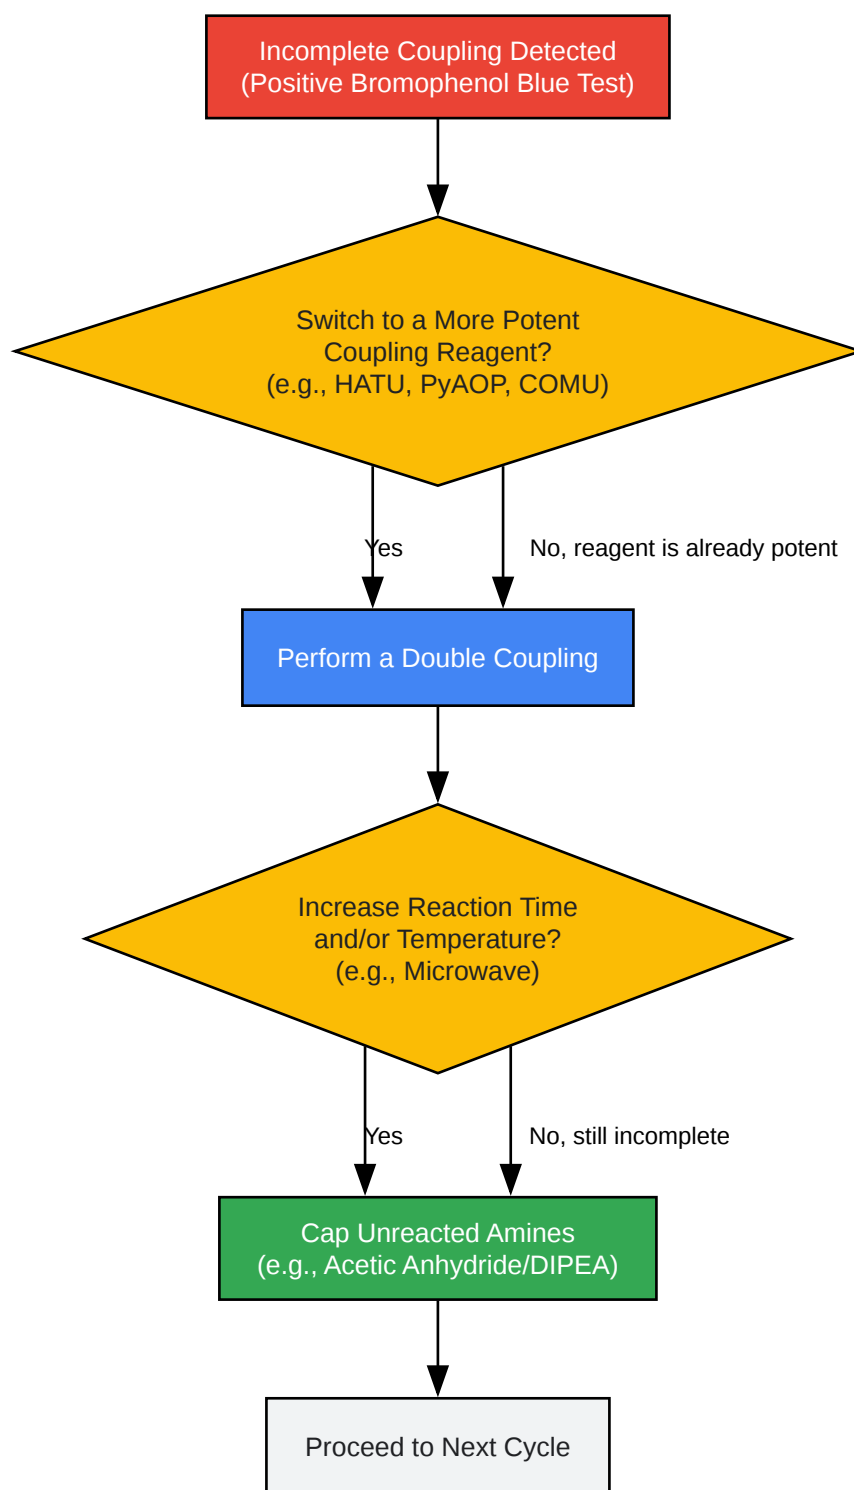 Incomplete Coupling Detected
(Positive Bromophenol Blue Test)
Switch to a More Potent
Coupling Reagent?
(e.g., HATU, PyAOP, COMU)
Yes
No, reagent is already potent
Perform a Double Coupling
Increase Reaction Time
and/or Temperature?
(e.g., Microwave)
Yes
No, still incomplete
Cap Unreacted Amines
(e.g., Acetic Anhydride/DIPEA)
Proceed to Next Cycle